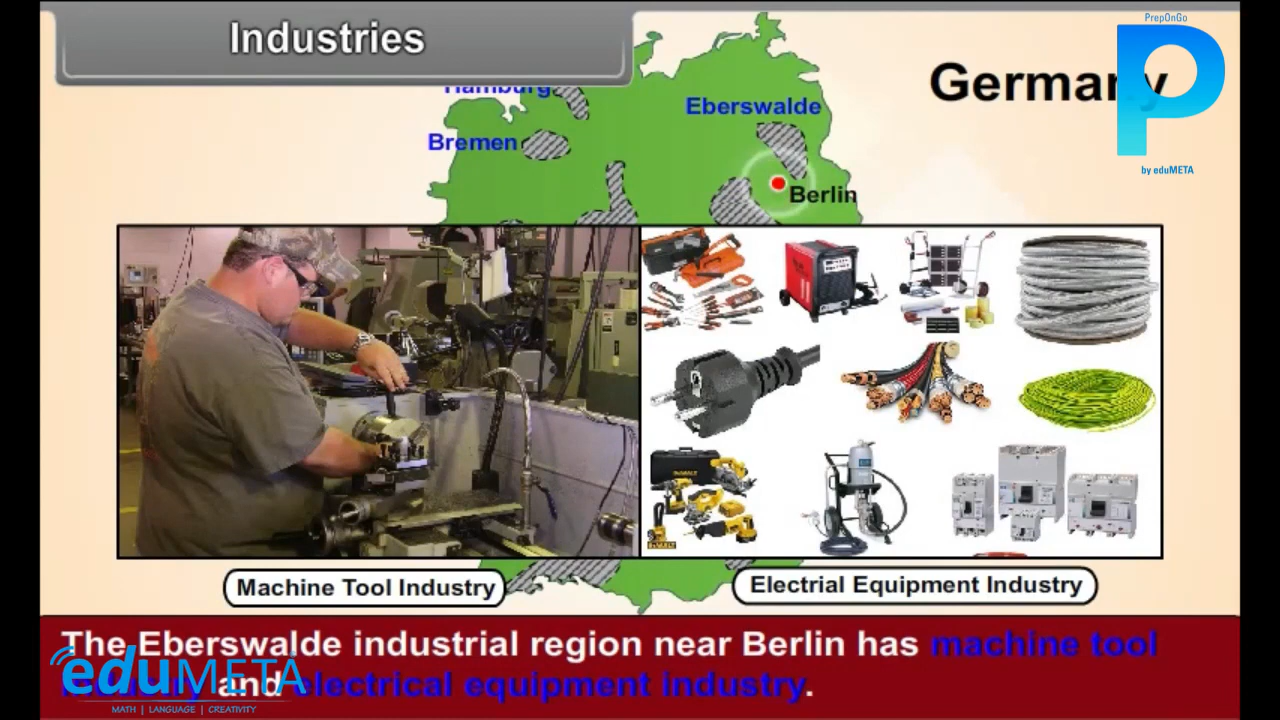 Industries
PrepOnGo
Germany
by eduMETA
Hamburg
Eberswalde
Bremen
Berlin
Machine Tool Industry
Electrial Equipment Industry
The Eberswalde industrial region near Berlin has machine tool
industry and electrical equipment industry.
eduMETA
MATH | LANGUAGE | CREATIVITY